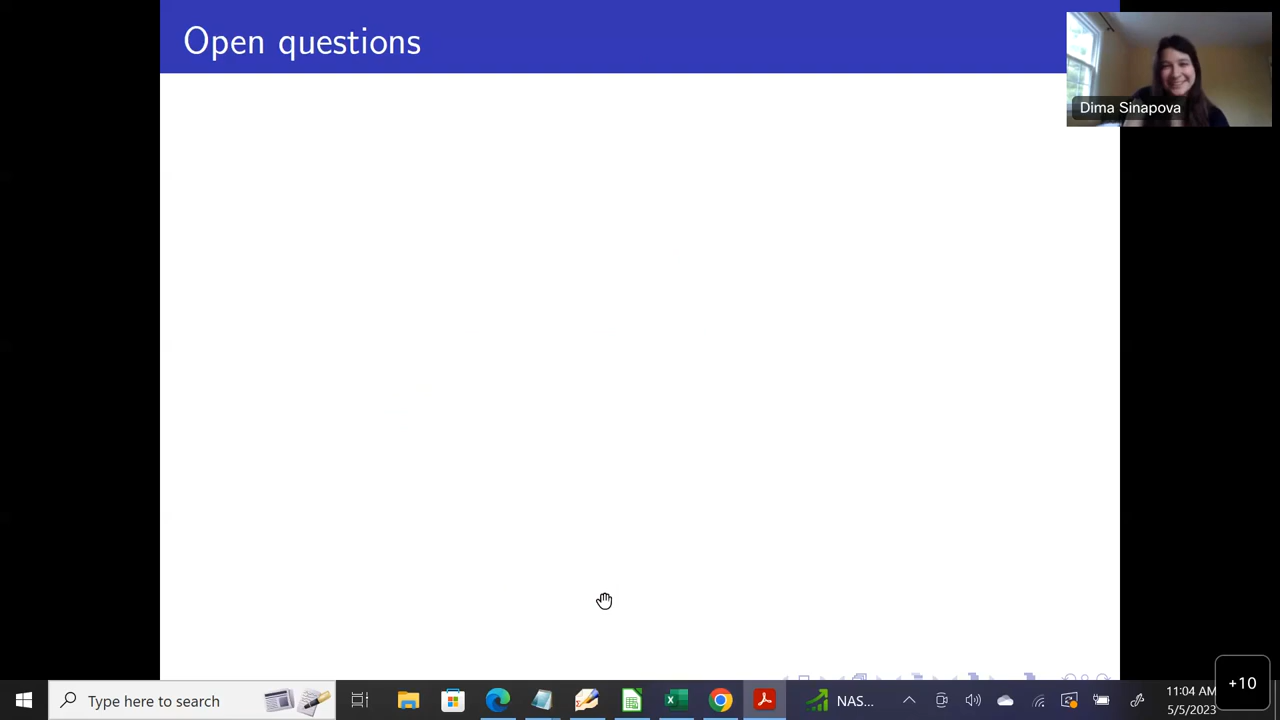 Open questions
Dima Sinapova
+10
Type here to search
NAS...
11:04 AM
5/5/2023